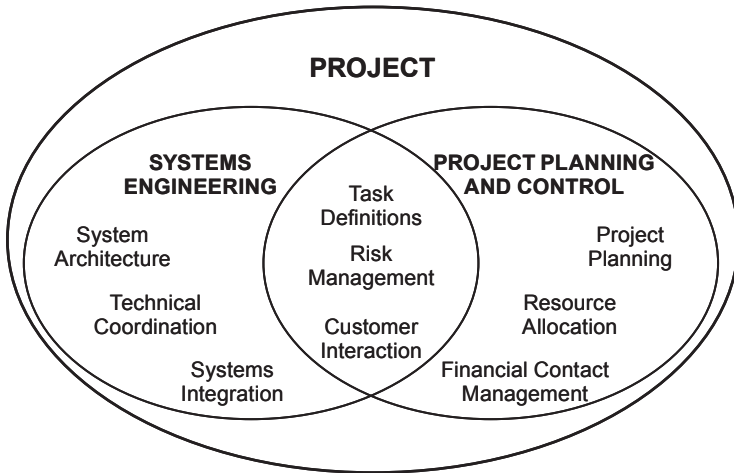 PROJECT
SYSTEMS
ENGINEERING
System
Architecture
Technical
Coordination
Systems
Integration
Task
Definitions
Risk
Management
Customer
Interaction
PROJECT PLANNING
AND CONTROL
Project
Planning
Resource
Allocation
Financial Contact
Management